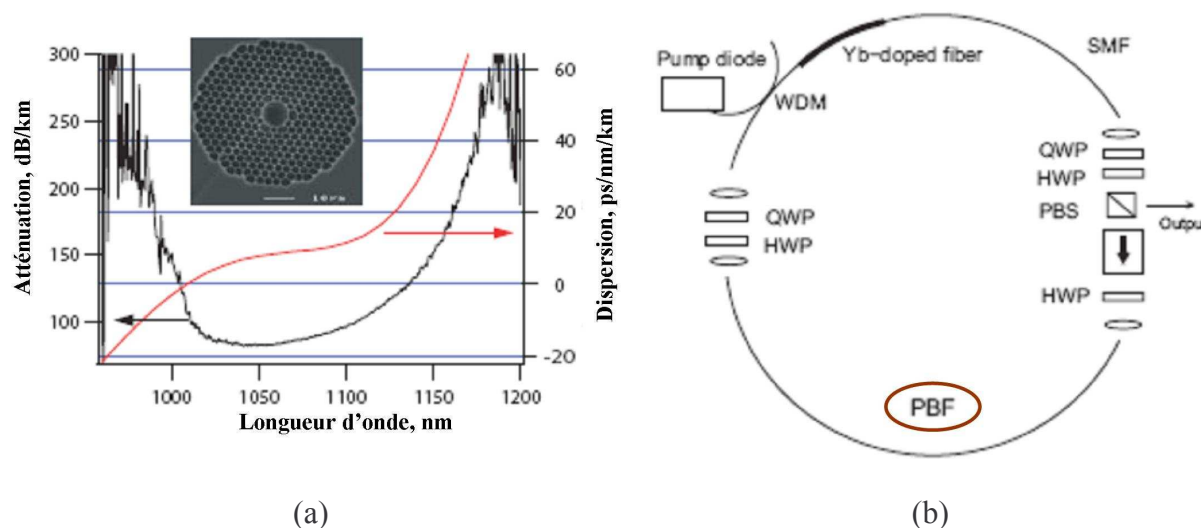 300
250
200
150
100
Atténuation, dB/km
60
40
20
0
-20
Dispersion, ps/nm/km
1000
1050
1100
1150
1200
Longueur d'onde, nm
(a)
Pump diode
WDM
Yb-doped fiber
SMF
QWP
HWP
PBS
Output
HWP
QWP
HWP
PBF
(b)